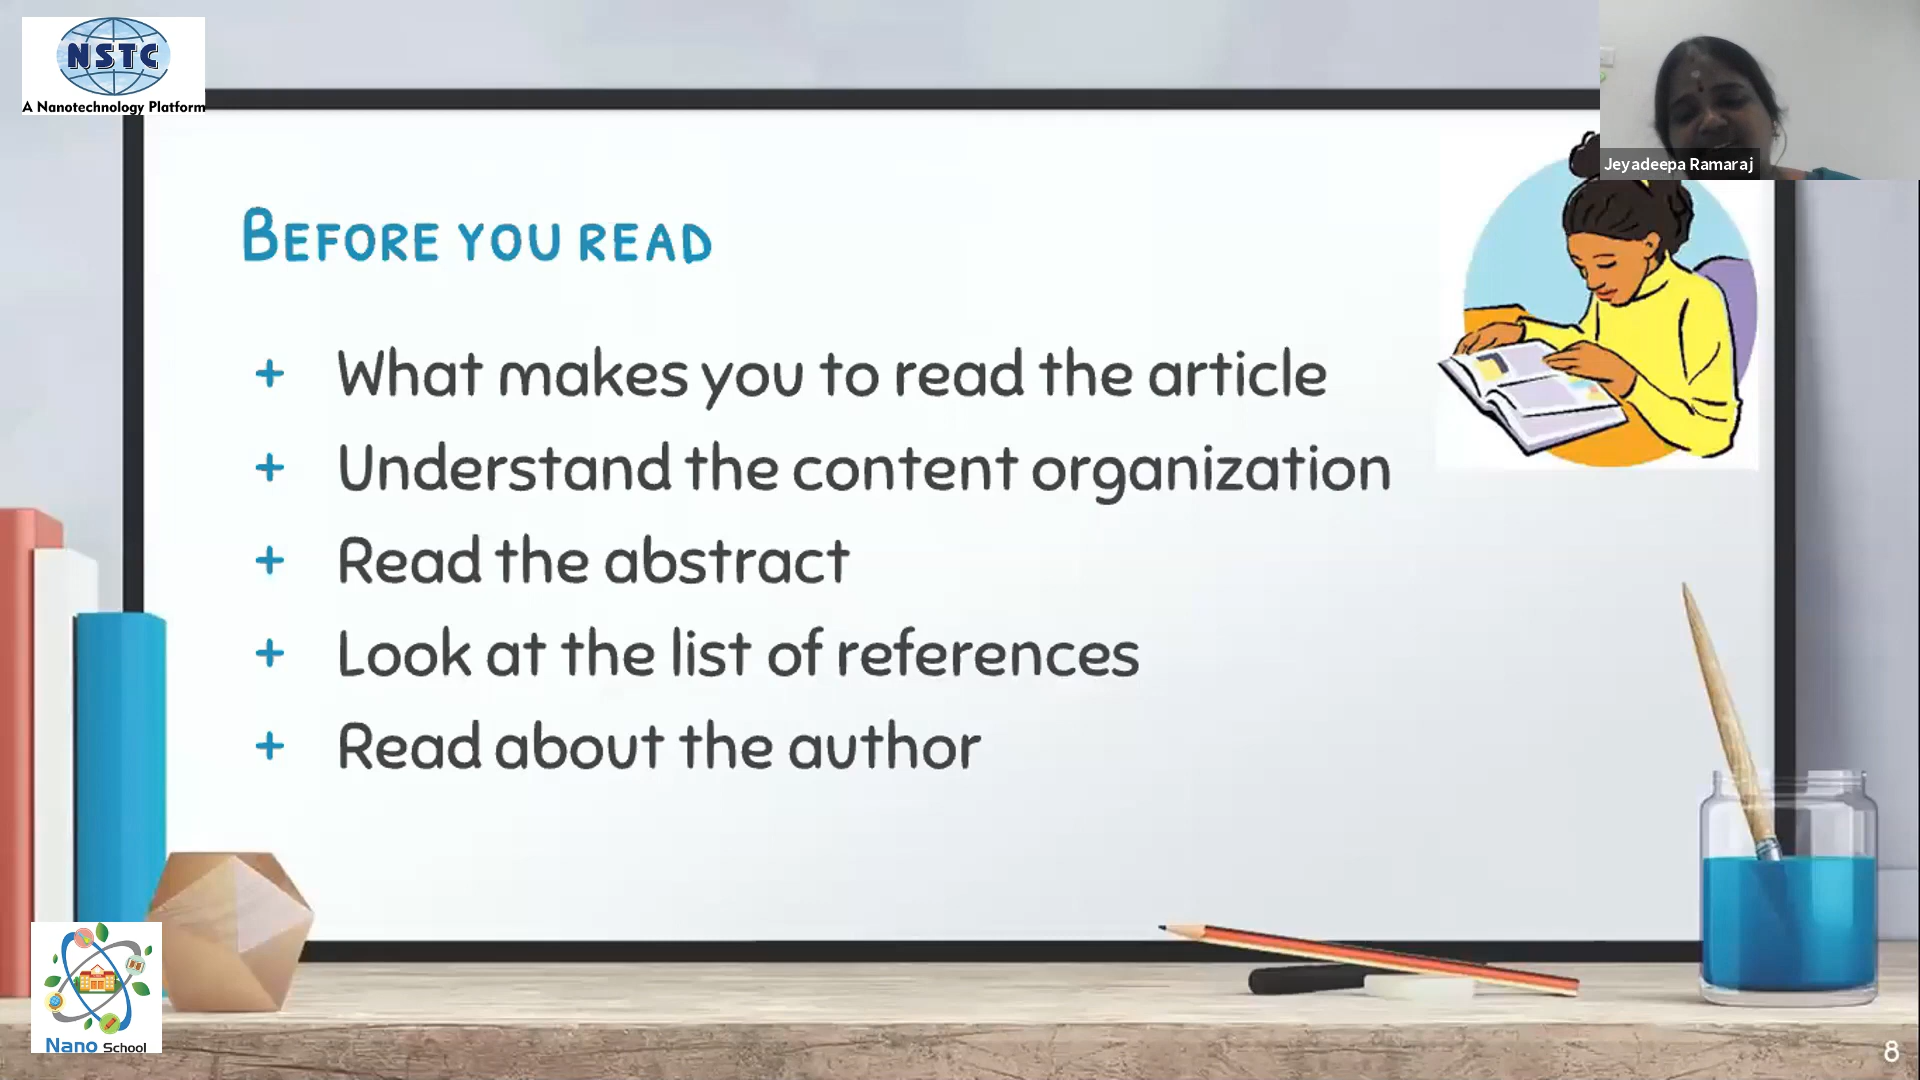 NSTC
A Nanotechnology Platform
Jeyadeepa Ramaraj
BEFORE YOU READ
+ What makes you to read the article
+ Understand the content organization
+ Read the abstract
+ Look at the list of references
+ Read about the author
Nano School
8